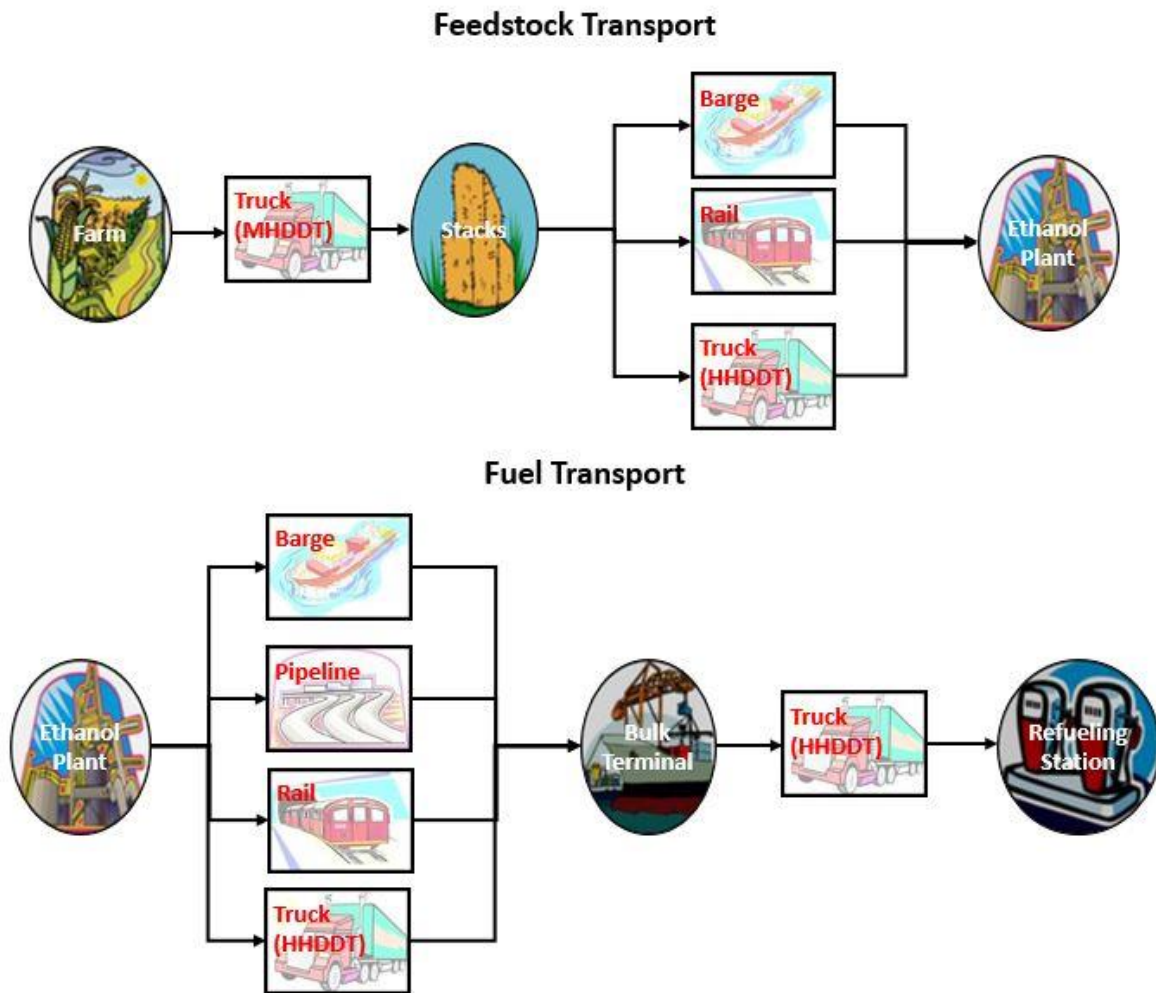 Feedstock Transport
Barge
Farm
Truck
(MHDDT)
Stacks
Rail
Ethanol
Plant
Truck
(HHDDT)
Fuel Transport
Barge
Ethanol
Plant
Pipeline
Rail
Truck
(HHDDT)
Bulk
Terminal
Truck
(HHDDT)
Refueling
Station